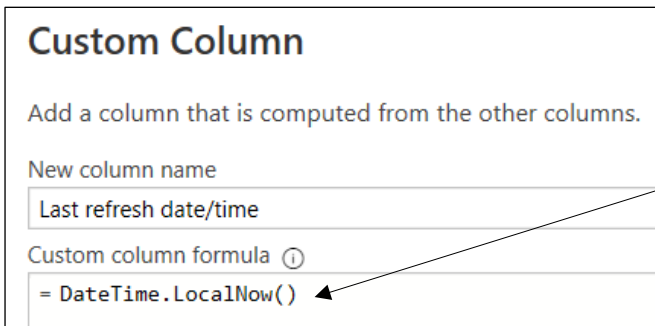 Custom Column
Add a column that is computed from the other columns.
New column name
Last refresh date/time
Custom column formula
= DateTime.LocalNow()